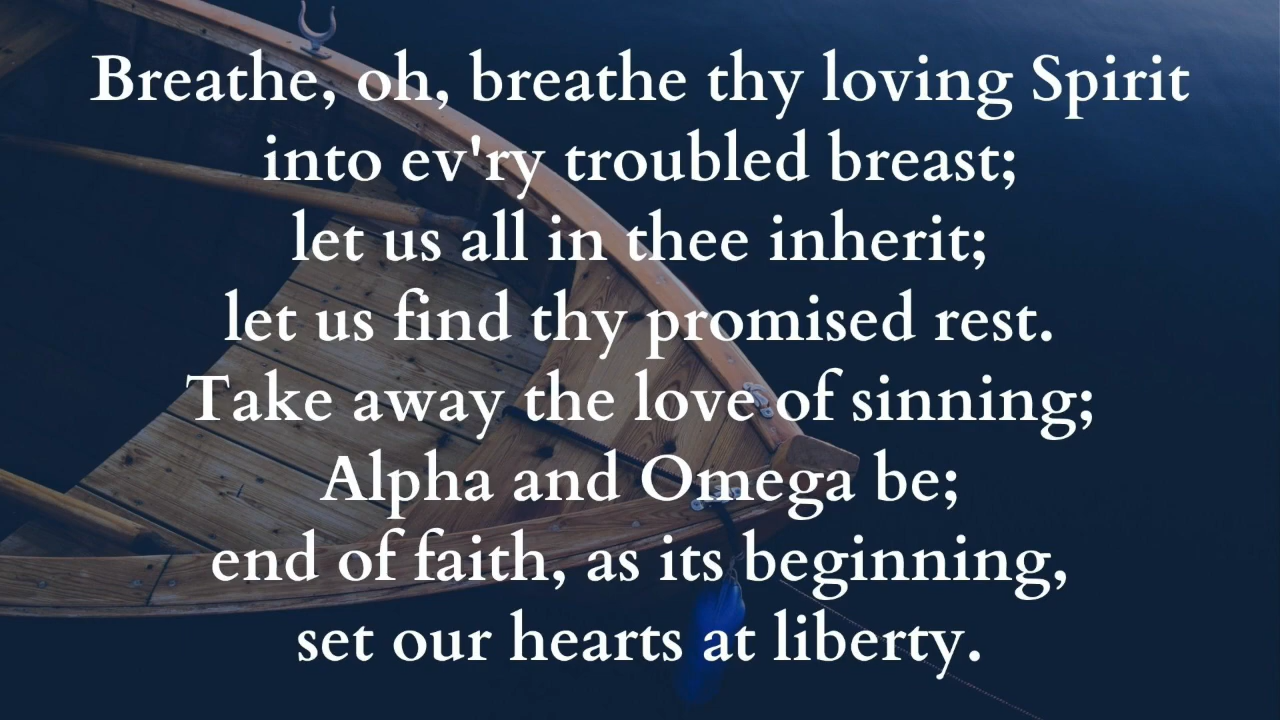 Breathe, oh, breathe thy loving Spirit
into ev'ry troubled breast;
let us all in thee inherit;
let us find thy promised rest.
Take away the love of sinning;
Alpha and Omega be;
end of faith, as its beginning,
set our hearts at liberty.